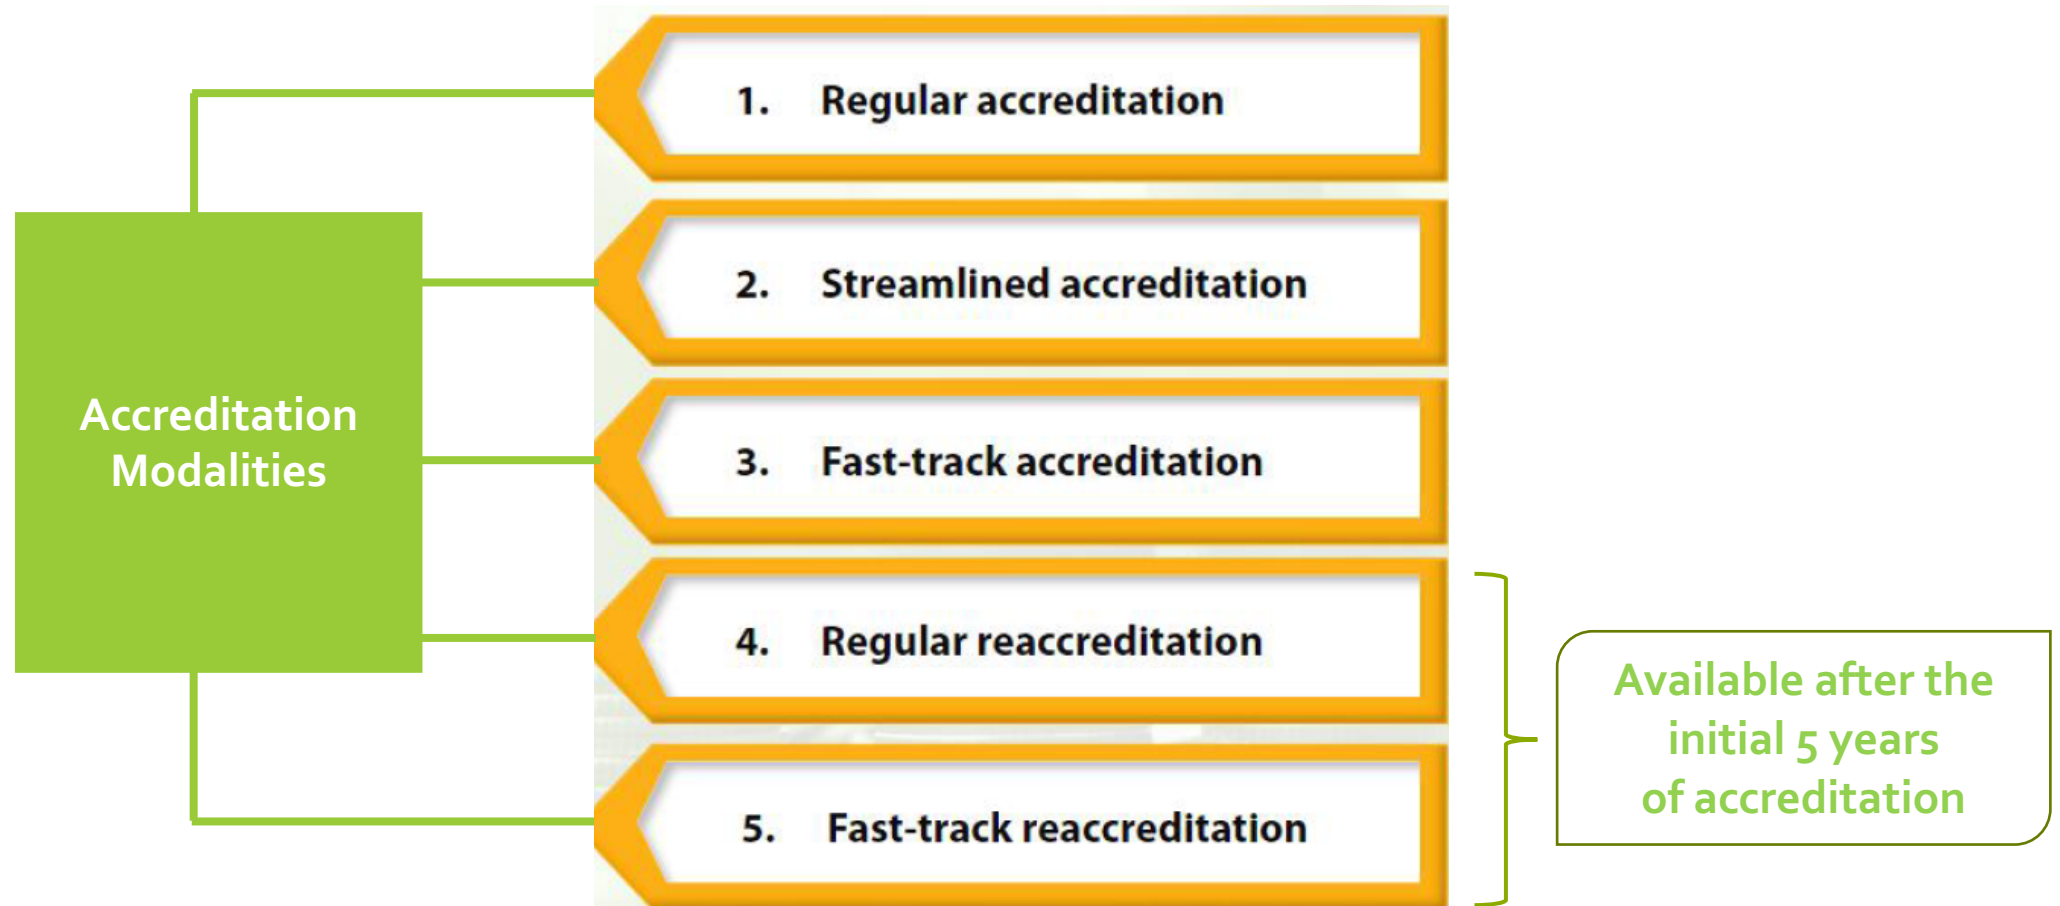 1. Regular accreditation
2. Streamlined accreditation
Accreditation
Modalities
3. Fast-track accreditation
4. Regular reaccreditation
5. Fast-track reaccreditation
Available after the
initial 5 years
of accreditation